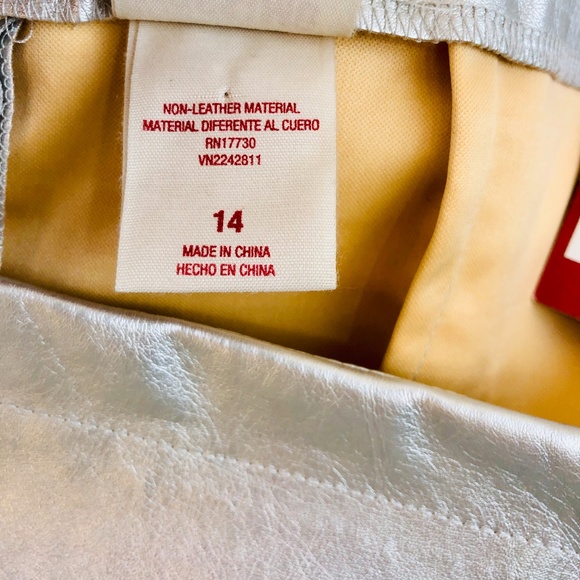 NON-LEATHER MATERIAL
MATERIAL DIFERENTE AL CUERO
RN17730
VN2242811
14
MADE IN CHINA
HECHO EN CHINA